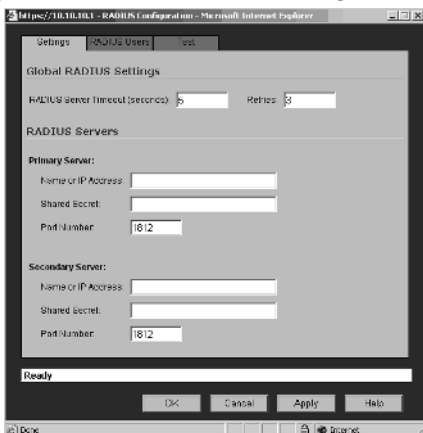 https://10.10.10.1 - RADIUS Configuration - Microsoft Internet Explorer
Settings RADIUS Users Test
Global RADIUS Settings
RADIUS Server Timeout (seconds): 5 Retries: 3
RADIUS Servers
Primary Server:
Name or IP Address:
Shared Secret:
Port Number: 1812
Secondary Server:
Name or IP Address:
Shared Secret:
Port Number: 1812
Ready
OK Cancel Apply Help
Done Internet